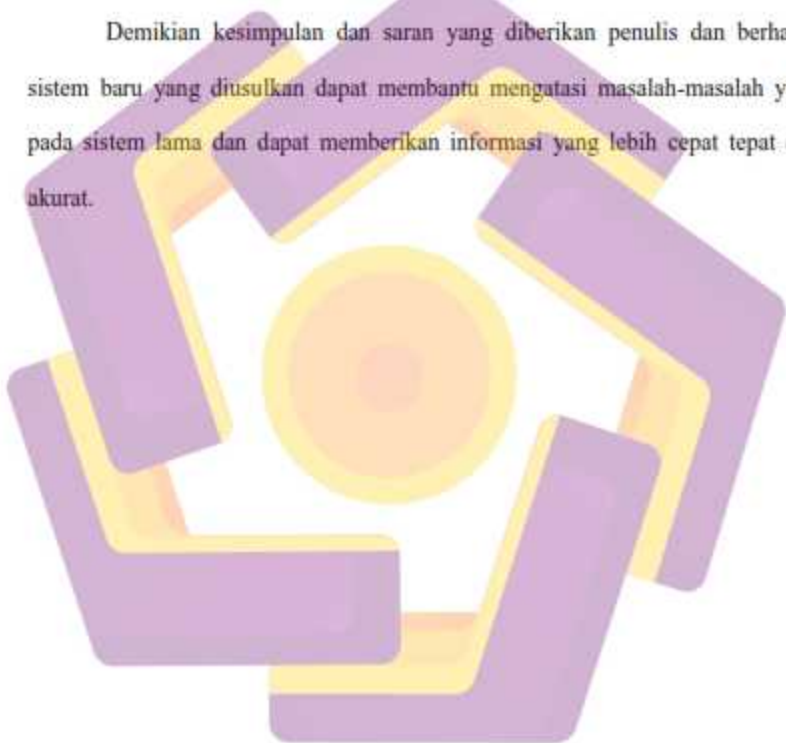 Demikian kesimpulan dan saran yang diberikan penulis dan berha
sistem baru yang diusulkan dapat membantu mengatasi masalah-masalah y
pada sistem lama dan dapat memberikan informasi yang lebih cepat tepat
akurat.